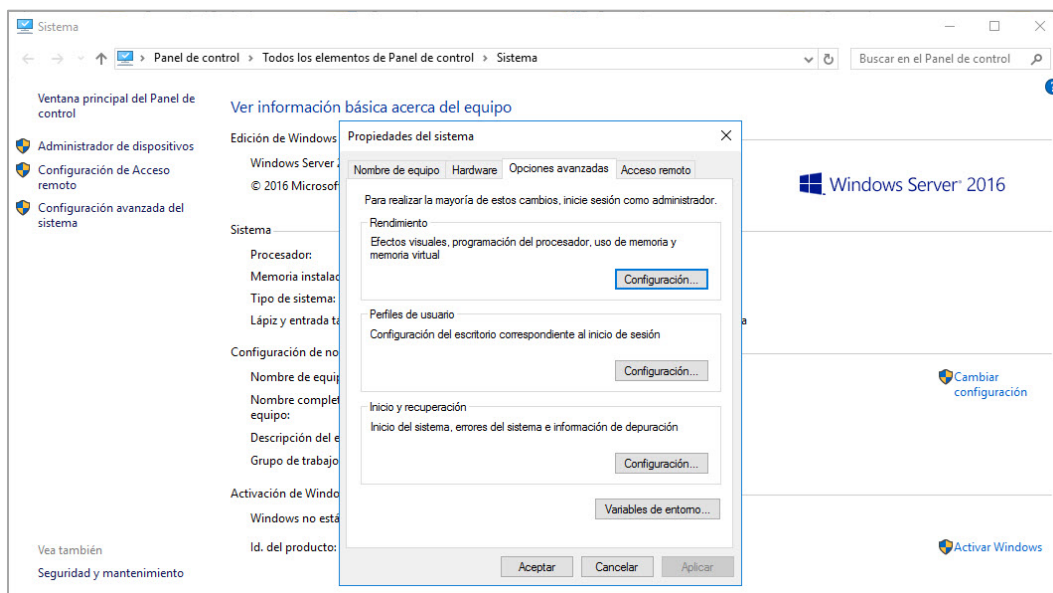 Sistema
Panel de control > Todos los elementos de Panel de control > Sistema
Buscar en el Panel de control
Ventana principal del Panel de
control
Administrador de dispositivos
Configuración de Acceso
remoto
Configuración avanzada del
sistema
Vea también
Seguridad y mantenimiento
Ver información básica acerca del equipo
Edición de Windows
Windows Server
© 2016 Microsof
Windows Server® 2016
Sistema
Procesador:
Memoria instalad
Tipo de sistema:
Lápiz y entrada tá
a
Configuración de no
Nombre de equip
Nombre complet
equipo:
Descripción del e
Grupo de trabajo
Cambiar
configuración
Activación de Windo
Windows no está
Id. del producto:
Activar Windows
Propiedades del sistema
Nombre de equipo
Hardware
Opciones avanzadas
Acceso remoto
Para realizar la mayoría de estos cambios, inicie sesión como administrador.
Rendimiento
Efectos visuales, programación del procesador, uso de memoria y
memoria virtual
Configuración...
Perfiles de usuario
Configuración del escritorio correspondiente al inicio de sesión
Configuración...
Inicio y recuperación
Inicio del sistema, errores del sistema e información de depuración
Configuración...
Variables de entorno...
Aceptar
Cancelar
Aplicar